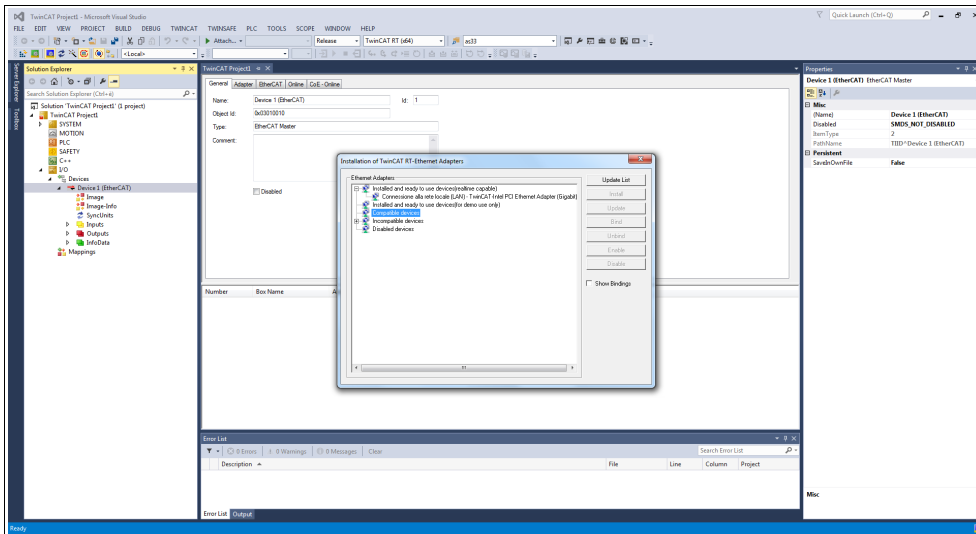 TwinCAT Project1 - Microsoft Visual Studio
Quick Launch (Ctrl+Q)
FILE EDIT VIEW PROJECT BUILD DEBUG TWINCAT TWINSAFE PLC TOOLS SCOPE WINDOW HELP
Attach... Release TwinCAT RT (x64) as33
<Local>
Server Explorer
Toolbox
Solution Explorer
Search Solution Explorer (Ctrl+è)
Solution 'TwinCAT Project1' (1 project)
TwinCAT Project1
SYSTEM
MOTION
PLC
SAFETY
C++
I/O
Devices
Device 1 (EtherCAT)
Image
Image-Info
SyncUnits
Inputs
Outputs
InfoData
Mappings
TwinCAT Project1
General Adapter EtherCAT Online CoE - Online
Name: Device 1 (EtherCAT) Id: 1
Object Id: 0x03010010
Type: EtherCAT Master
Comment:
Disabled
Number Box Name
Installation of TwinCAT RT-Ethernet Adapters
Ethernet Adapters
Installed and ready to use devices(realtime capable)
Connessione alla rete locale (LAN) - TwinCAT-Intel PCI Ethernet Adapter (Gigabit)
Installed and ready to use devices(for demo use only)
Compatible devices
Incompatible devices
Disabled devices
Update List
Install
Update
Bind
Unbind
Enable
Disable
Show Bindings
Properties
Device 1 (EtherCAT) EtherCAT Master
Misc
(Name) Device 1 (EtherCAT)
Disabled SMDS_NOT_DISABLED
ItemType 2
PathName TIID^Device 1 (EtherCAT)
Persistent
SaveInOwnFile False
Misc
Error List
0 Errors 0 Warnings 0 Messages Clear
Search Error List
Description File Line Column Project
Error List Output
Ready